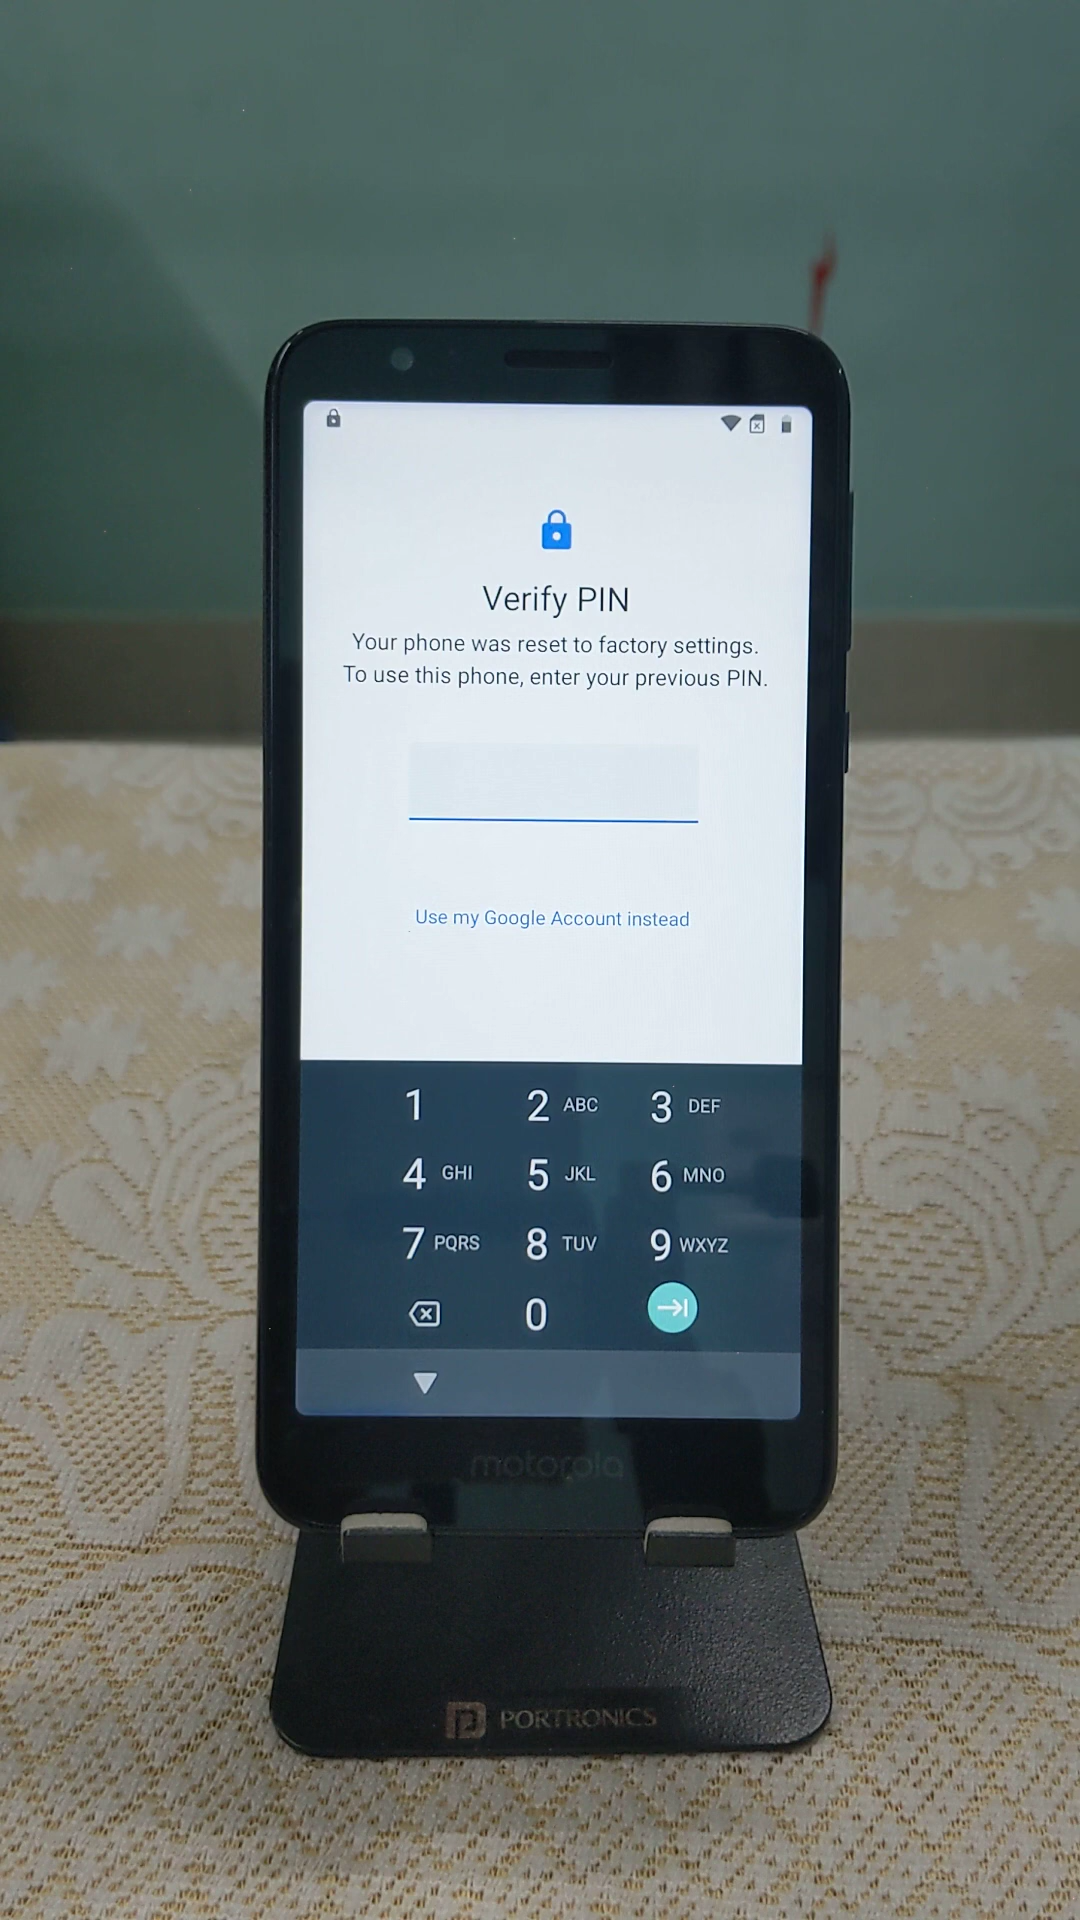 Verify PIN
Your phone was reset to factory settings.
To use this phone, enter your previous PIN.
Use my Google Account instead
1 2 ABC 3 DEF
4 GHI 5 JKL 6 MNO
7 PQRS 8 TUV 9 WXYZ
0
motorola
PORTRONICS